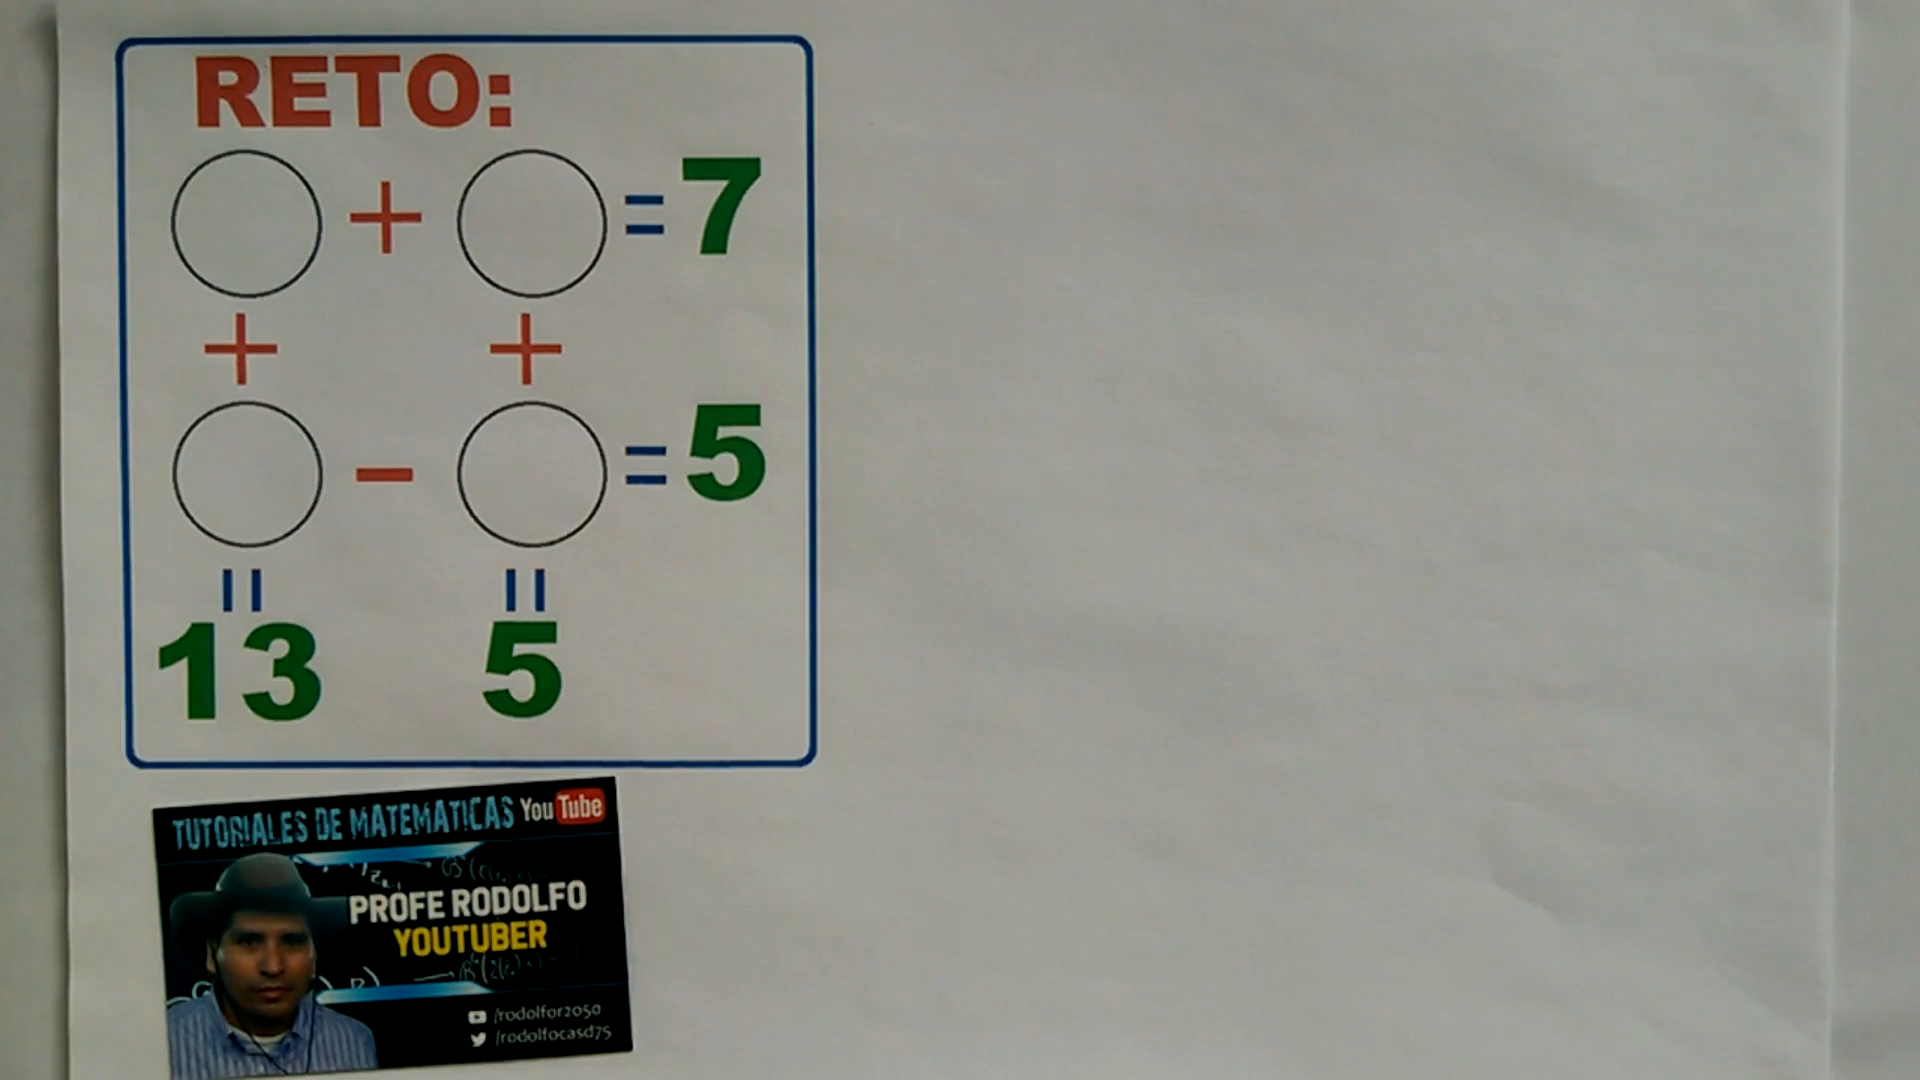 RETO:
+ = 7
+ +
- = 5
= =
13 5
TUTORIALES DE MATEMATICAS YouTube
PROFE RODOLFO
YOUTUBER
/rodolfor2050
/rodolfocasd75